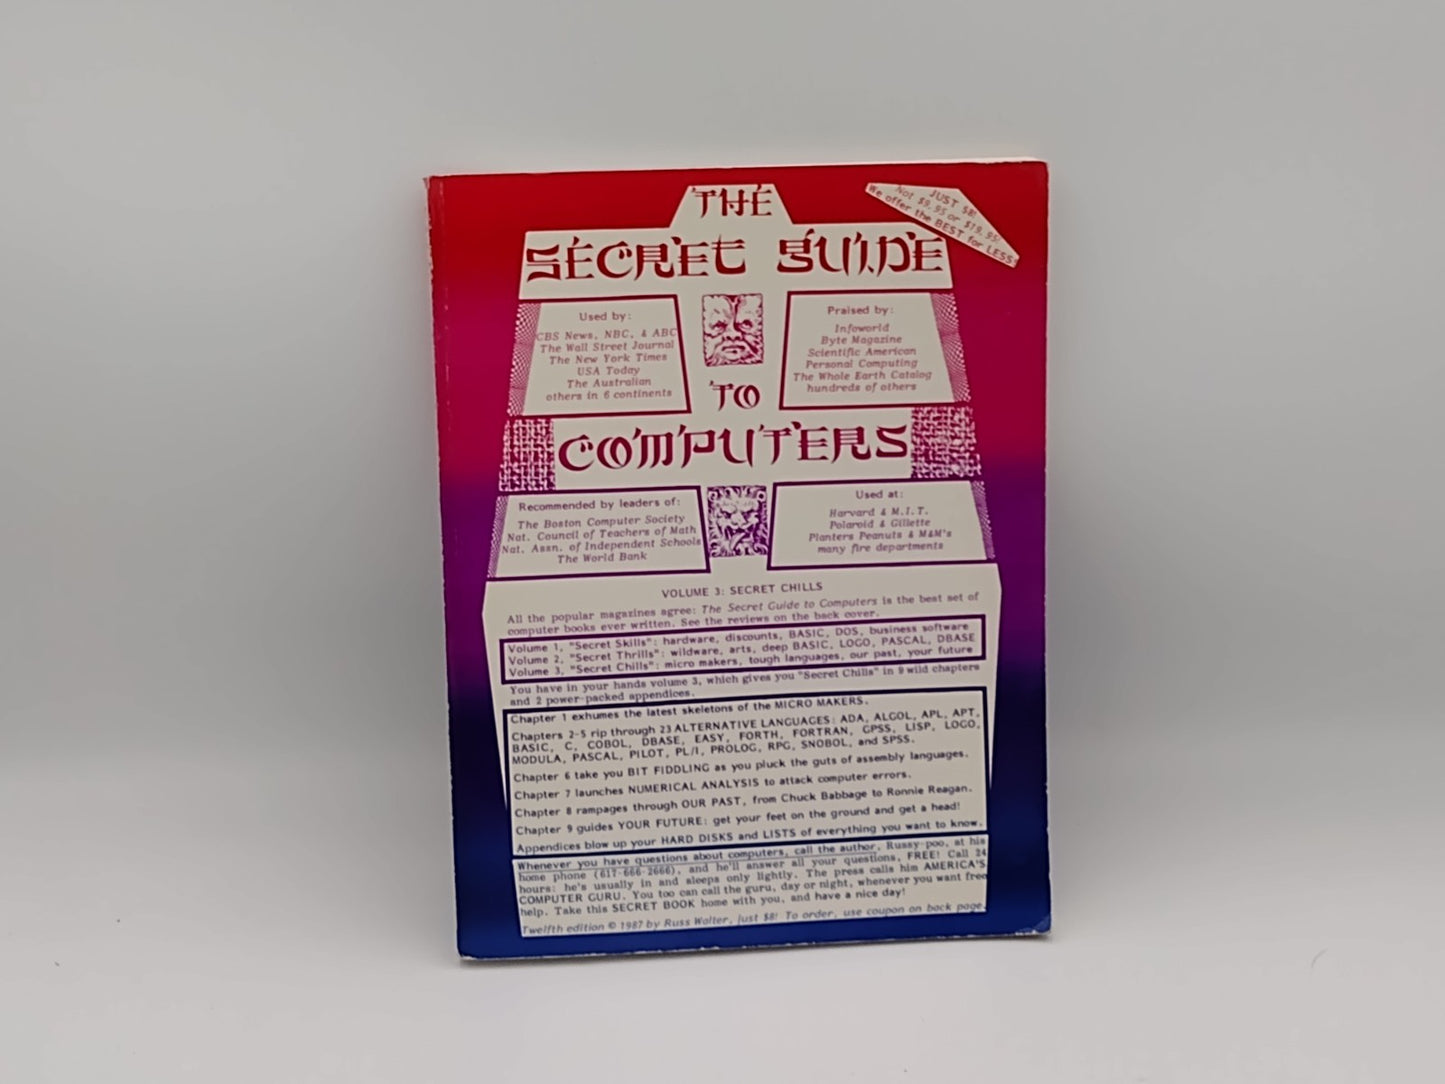 THE
SECRET GUIDE
JUST $8!
Not $9.95 or $19.95!
We offer the BEST for LESS!
Used by:
CBS News, NBC, & ABC
The Wall Street Journal
The New York Times
USA Today
The Australian
others in 6 continents
Praised by:
Infoworld
Byte Magazine
Scientific American
Personal Computing
The Whole Earth Catalog
hundreds of others
TO
COMPUTERS
Recommended by leaders of:
The Boston Computer Society
Nat. Council of Teachers of Math
Nat. Assn. of Independent Schools
The World Bank
Used at:
Harvard & M.I.T.
Polaroid & Gillette
Planters Peanuts & M&M's
many fire departments
VOLUME 3: SECRET CHILLS
All the popular magazines agree: The Secret Guide to Computers is the best set of
computer books ever written. See the reviews on the back cover.
Volume 1, "Secret Skills": hardware, discounts, BASIC, DOS, business software
Volume 2, "Secret Thrills": wildware, arts, deep BASIC, LOGO, PASCAL, DBASE
Volume 3, "Secret Chills": micro makers, tough languages, our past, your future
You have in your hands volume 3, which gives you "Secret Chills" in 9 wild chapters
and 2 power-packed appendices.
Chapter 1 exhumes the latest skeletons of the MICRO MAKERS.
Chapters 2-5 rip through 23 ALTERNATIVE LANGUAGES: ADA, ALGOL, APL, APT,
BASIC, C, COBOL, DBASE, EASY, FORTH, FORTRAN, GPSS, LISP, LOGO,
MODULA, PASCAL, PILOT, PL/I, PROLOG, RPG, SNOBOL, and SPSS.
Chapter 6 take you BIT FIDDLING as you pluck the guts of assembly languages.
Chapter 7 launches NUMERICAL ANALYSIS to attack computer errors.
Chapter 8 rampages through OUR PAST, from Chuck Babbage to Ronnie Reagan.
Chapter 9 guides YOUR FUTURE: get your feet on the ground and get a head!
Appendices blow up your HARD DISKS and LISTS of everything you want to know.
Whenever you have questions about computers, call the author, Russy-poo, at his
home phone (617-666-2666), and he'll answer all your questions, FREE! Call 24
hours: he's usually in and sleeps only lightly. The press calls him AMERICA'S
COMPUTER GURU. You too can call the guru, day or night, whenever you want free
help. Take this SECRET BOOK home with you, and have a nice day!
Twelfth edition © 1987 by Russ Walter, just $8! To order, use coupon on back page.